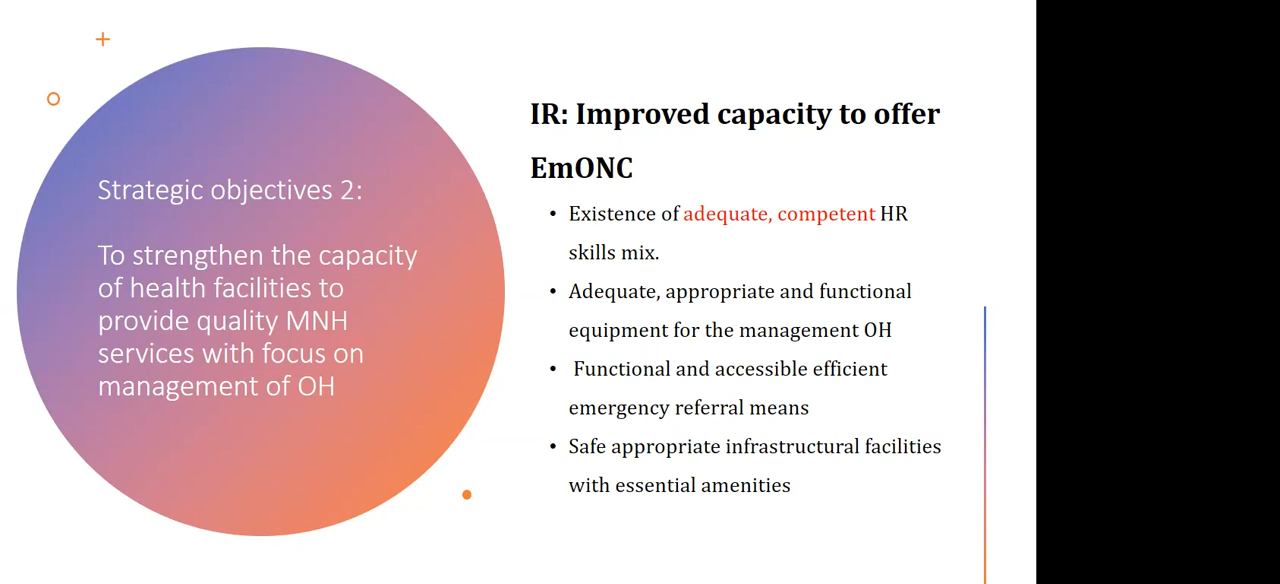 Strategic objectives 2:
To strengthen the capacity
of health facilities to
provide quality MNH
services with focus on
management of OH
IR: Improved capacity to offer
EmONC
• Existence of adequate, competent HR
skills mix.
• Adequate, appropriate and functional
equipment for the management OH
• Functional and accessible efficient
emergency referral means
• Safe appropriate infrastructural facilities
with essential amenities